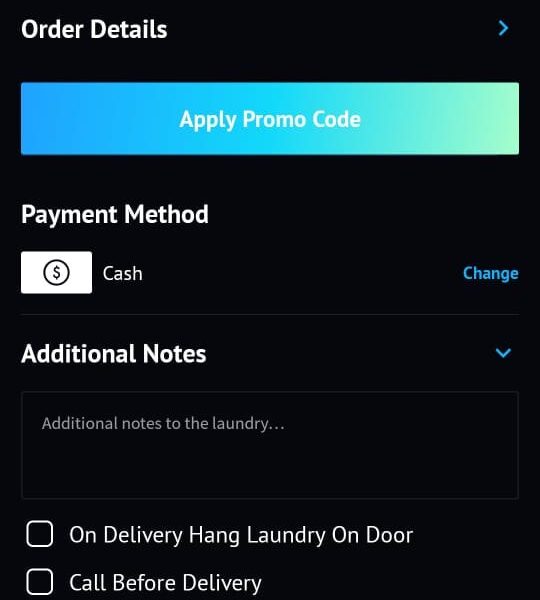 Order Details
Apply Promo Code
Payment Method
$ Cash Change
Additional Notes
Additional notes to the laundry...
On Delivery Hang Laundry On Door
Call Before Delivery